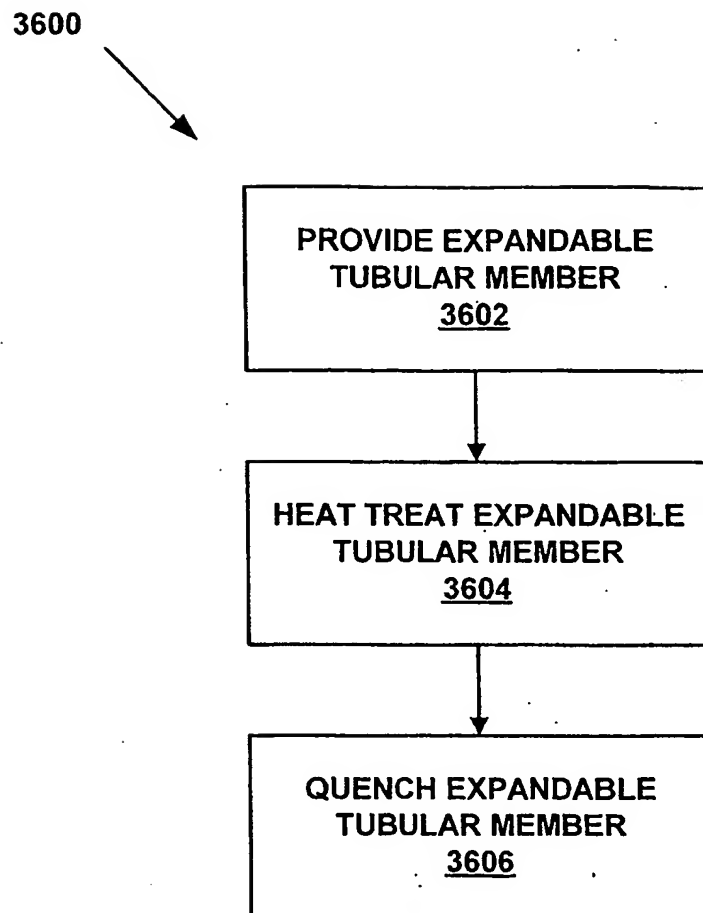 3600
PROVIDE EXPANDABLE
TUBULAR MEMBER
3602
HEAT TREAT EXPANDABLE
TUBULAR MEMBER
3604
QUENCH EXPANDABLE
TUBULAR MEMBER
3606